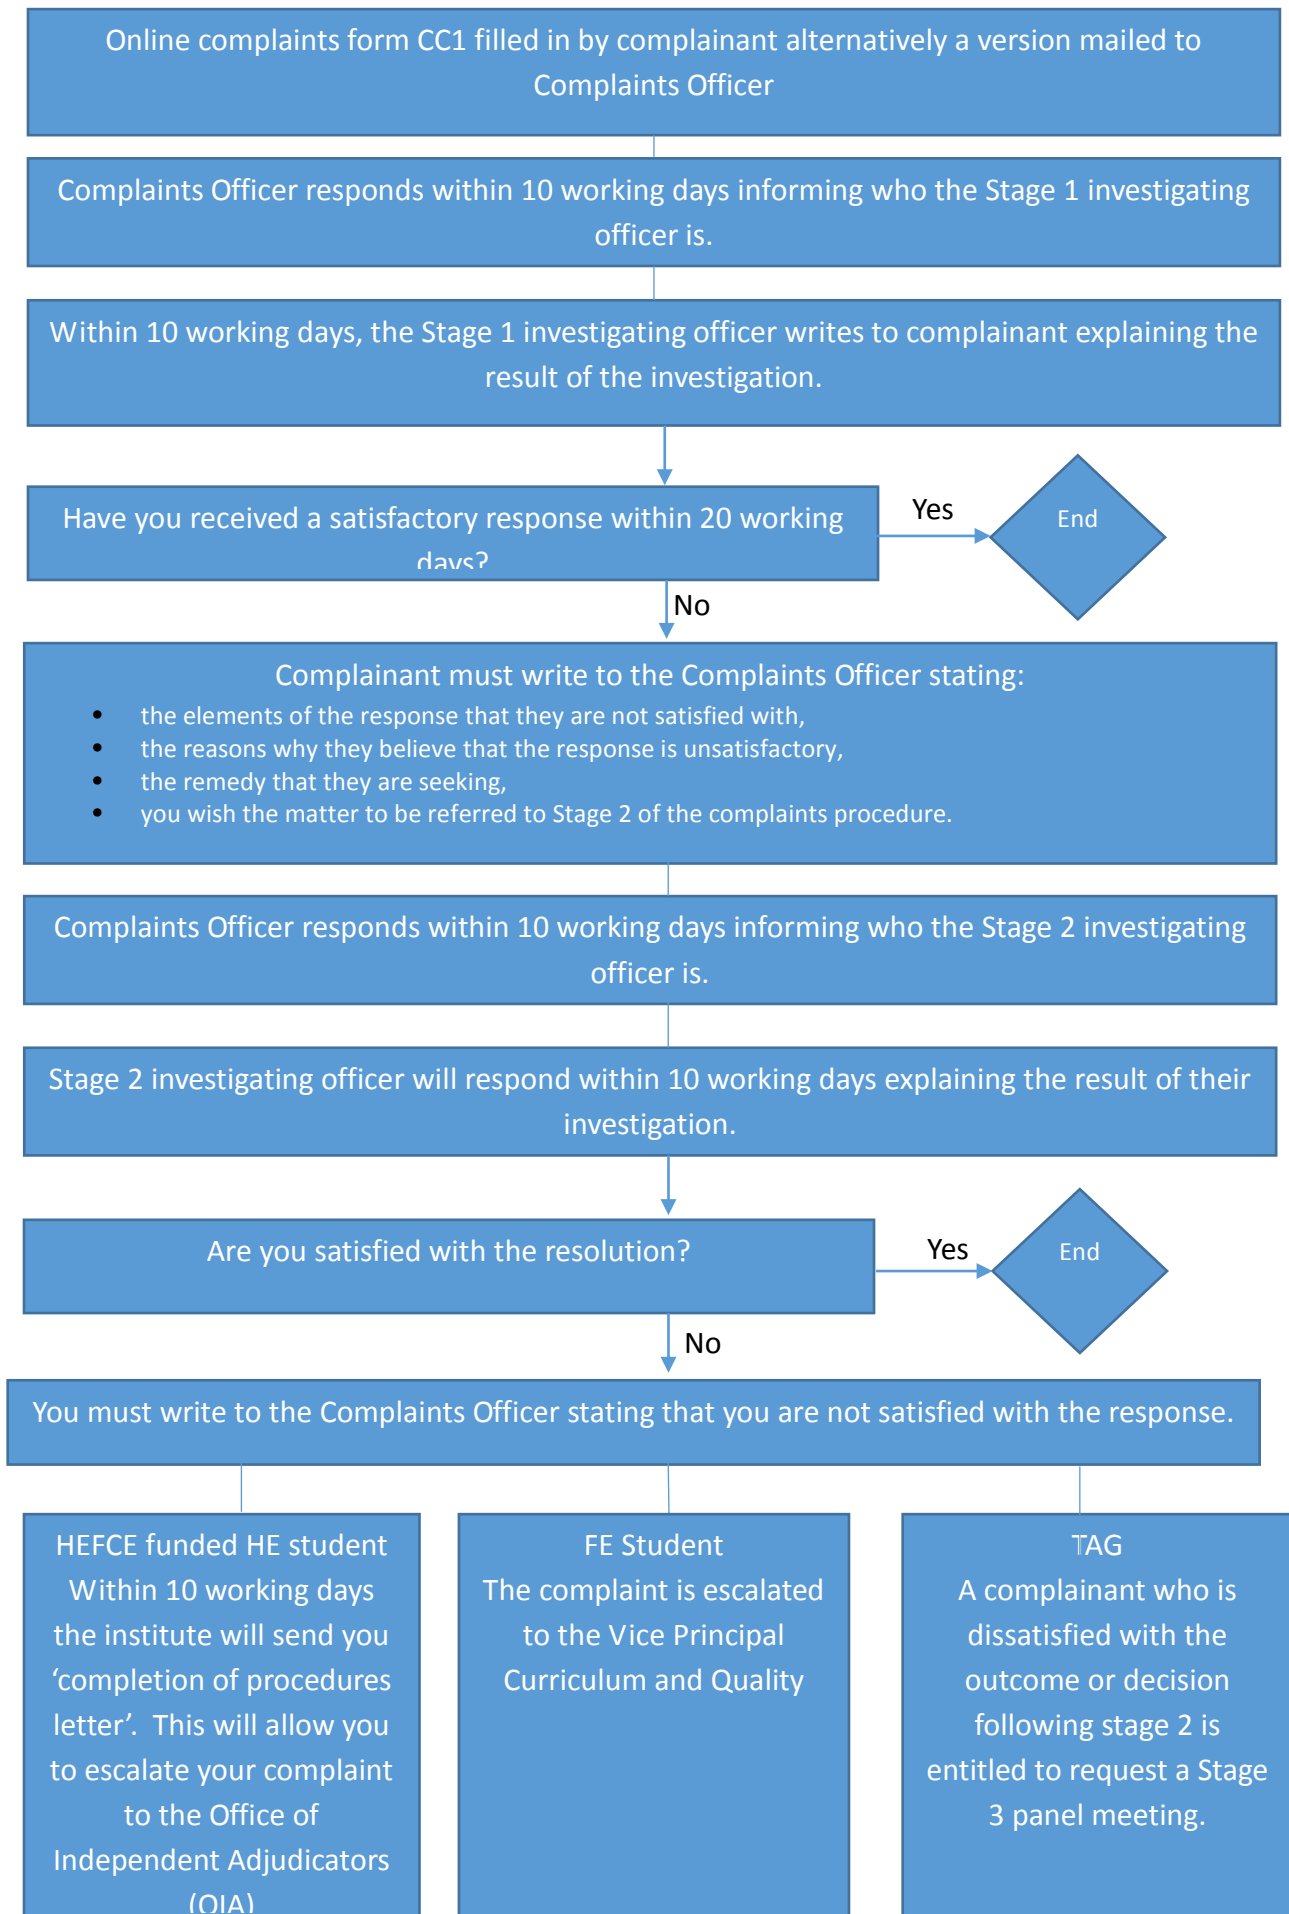 Online complaints form CC1 filled in by complainant alternatively a version mailed to
Complaints Officer
Complaints Officer responds within 10 working days informing who the Stage 1 investigating
officer is.
Within 10 working days, the Stage 1 investigating officer writes to complainant explaining the
result of the investigation.
Have you received a satisfactory response within 20 working
days?
Yes
End
No
Complainant must write to the Complaints Officer stating:
• the elements of the response that they are not satisfied with,
• the reasons why they believe that the response is unsatisfactory,
• the remedy that they are seeking,
• you wish the matter to be referred to Stage 2 of the complaints procedure.
Complaints Officer responds within 10 working days informing who the Stage 2 investigating
officer is.
Stage 2 investigating officer will respond within 10 working days explaining the result of their
investigation.
Are you satisfied with the resolution?
Yes
End
No
You must write to the Complaints Officer stating that you are not satisfied with the response.
HEFCE funded HE student
Within 10 working days
the institute will send you
‘completion of procedures
letter’.  This will allow you
to escalate your complaint
to the Office of
Independent Adjudicators
(OIA)
FE Student
The complaint is escalated
to the Vice Principal
Curriculum and Quality
TAG
A complainant who is
dissatisfied with the
outcome or decision
following stage 2 is
entitled to request a Stage
3 panel meeting.